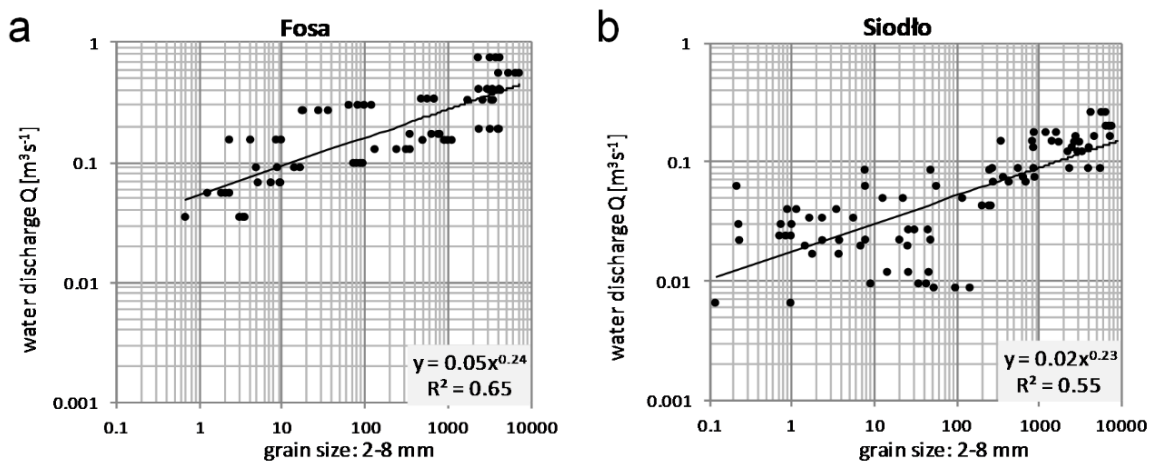 a
Fosa
water discharge Q [m³s⁻¹]
1
0.1
0.01
0.001
0.1 1 10 100 1000 10000
grain size: 2-8 mm
y = 0.05x^0.24
R² = 0.65
b
Siodło
water discharge Q [m³s⁻¹]
1
0.1
0.01
0.001
0.1 1 10 100 1000 10000
grain size: 2-8 mm
y = 0.02x^0.23
R² = 0.55